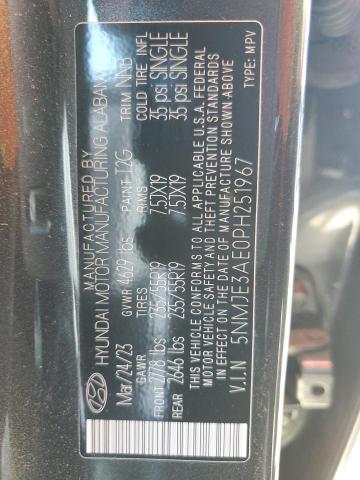 MANUFACTURED BY
HYUNDAI MOTOR MANUFACTURING ALABAMA
Mar/24/23 GVWR 4629 lbs PAINT T2G TRIM NNB
GAWR TIRES RIMS COLD TIRE INFL
FRONT 2778 lbs 235/55R19 7.5JX19 35 psi SINGLE
REAR 2646 lbs 235/55R19 7.5JX19 35 psi SINGLE
THIS VEHICLE CONFORMS TO ALL APPLICABLE U.S.A. FEDERAL
MOTOR VEHICLE SAFETY AND THEFT PREVENTION STANDARDS
IN EFFECT ON THE DATE OF MANUFACTURE SHOWN ABOVE
V.I.N 5NMJE3AE0PH251967 TYPE: MPV